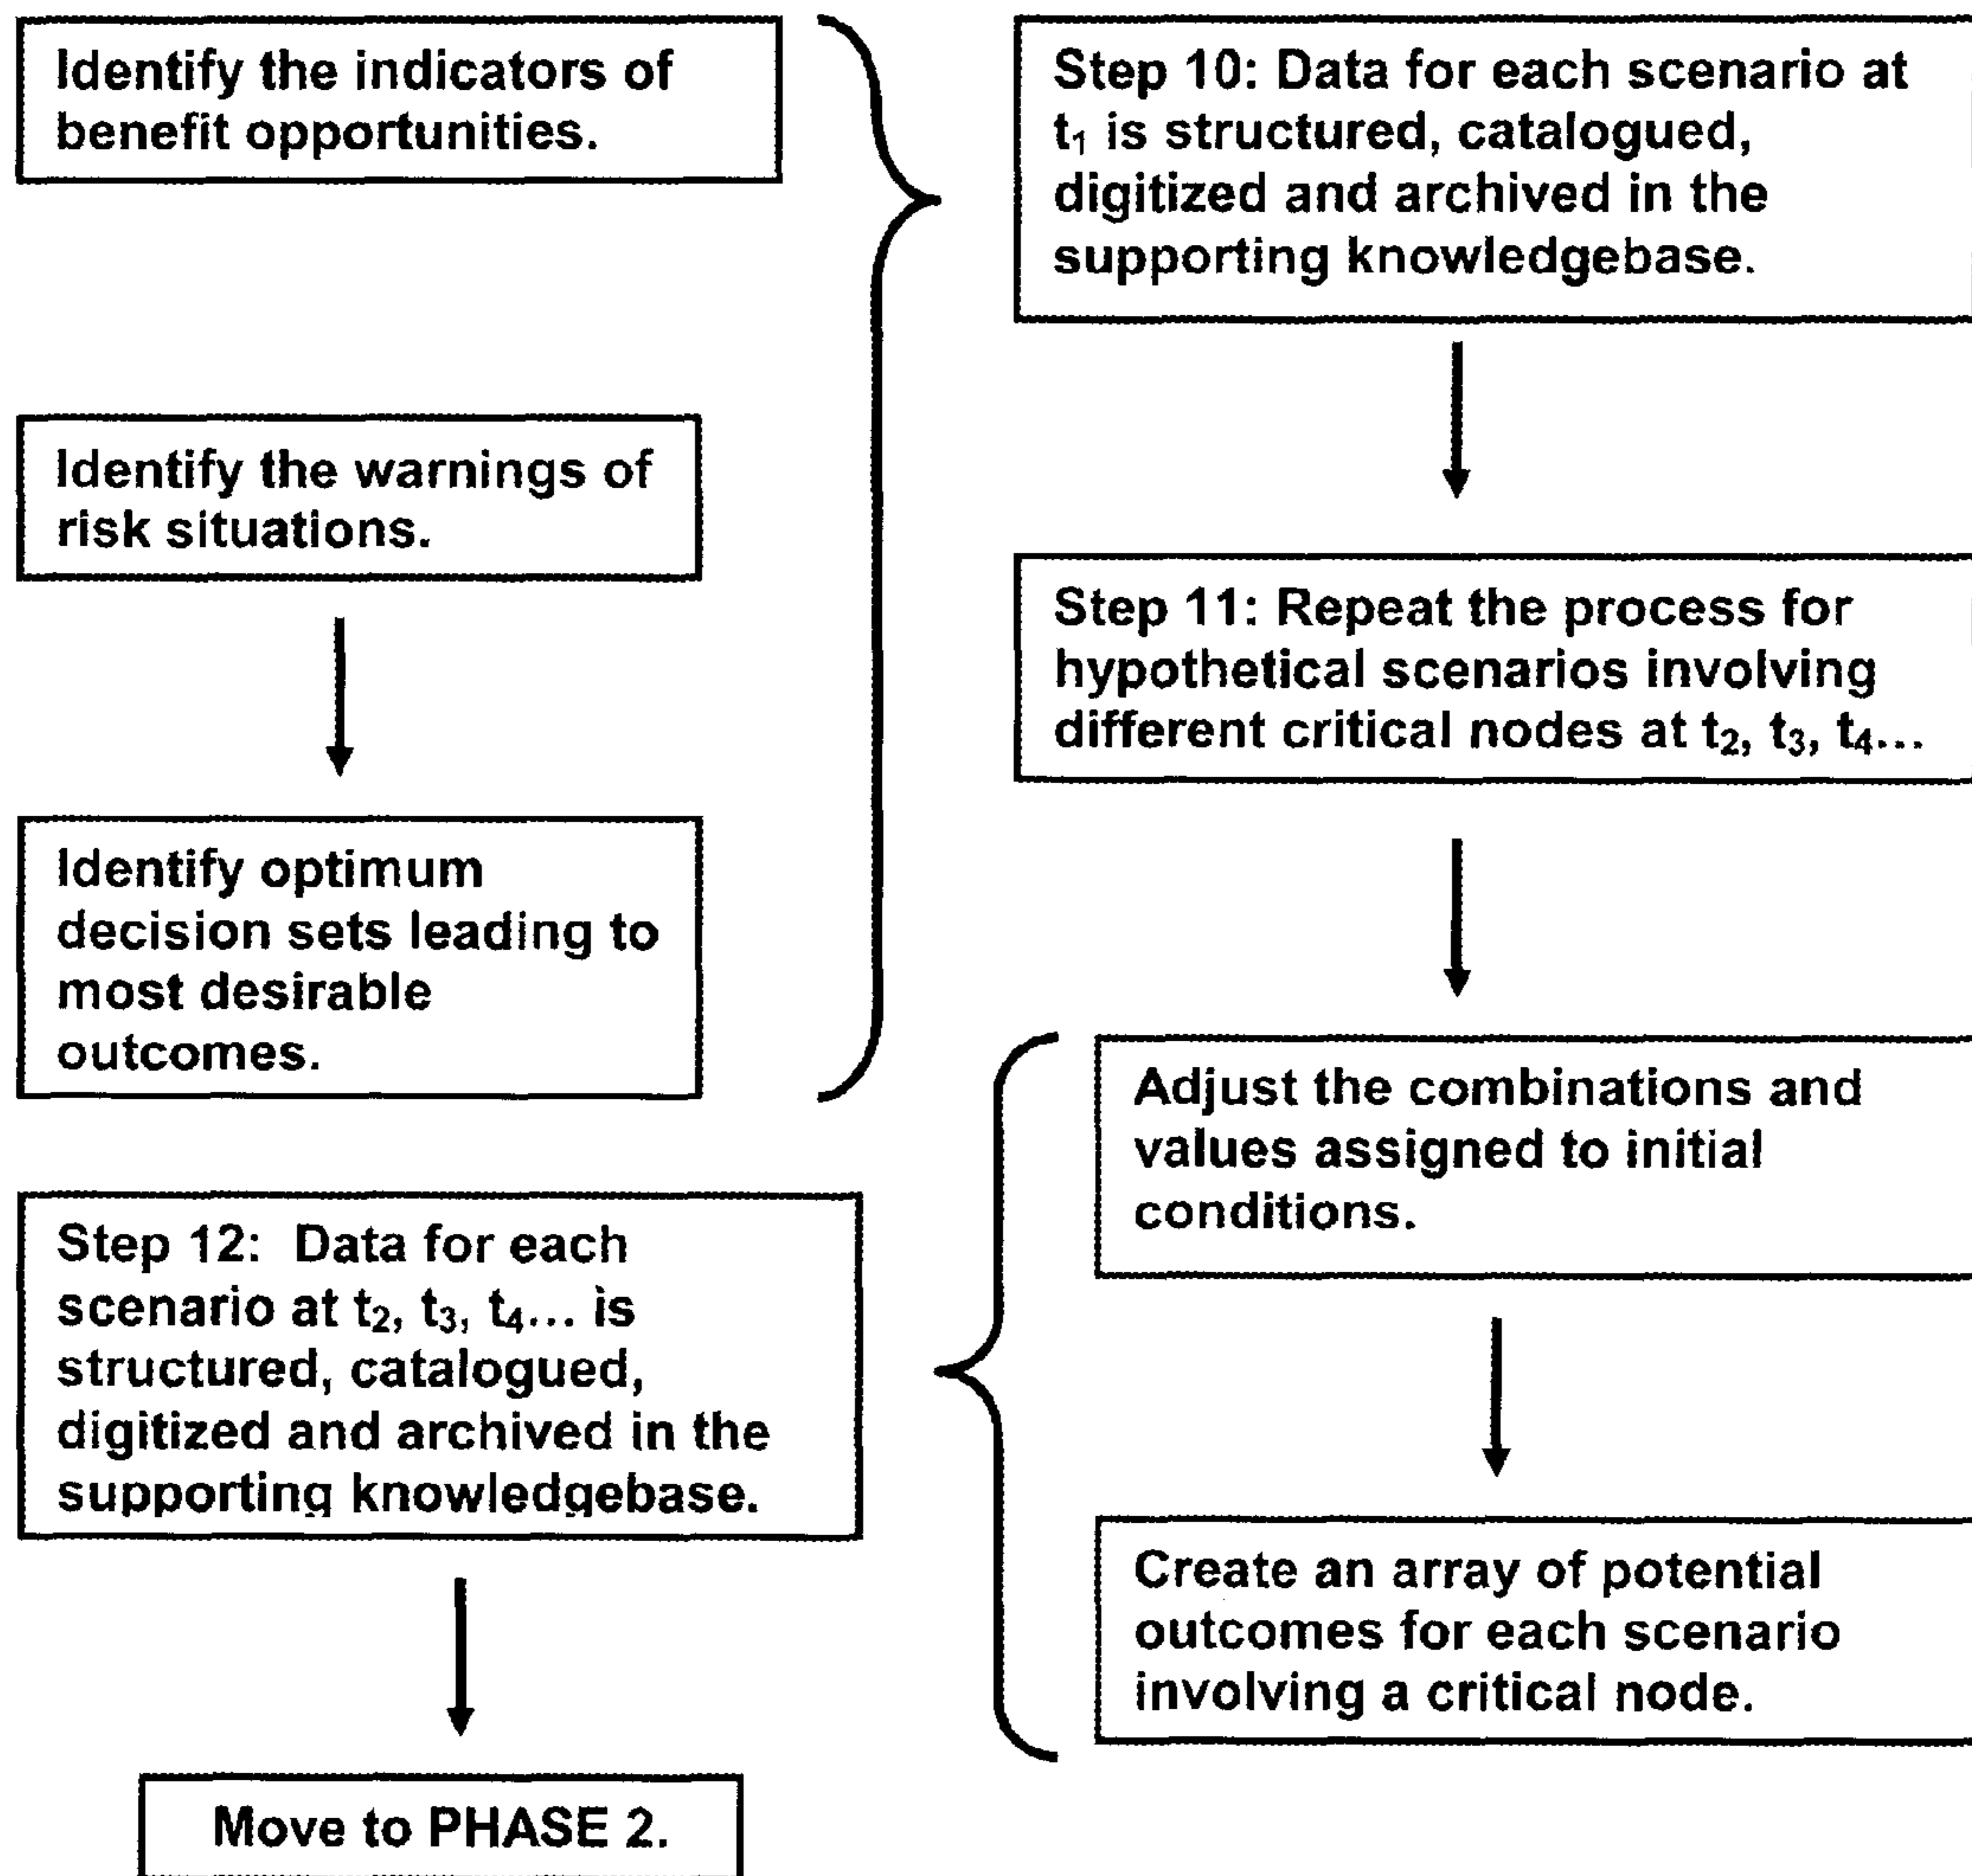 Identify the indicators of
benefit opportunities.
Identify the warnings of
risk situations.
Identify optimum
decision sets leading to
most desirable
outcomes.
Step 10: Data for each scenario at
t₁ is structured, catalogued,
digitized and archived in the
supporting knowledgebase.
Step 11: Repeat the process for
hypothetical scenarios involving
different critical nodes at t₂, t₃, t₄...
Adjust the combinations and
values assigned to initial
conditions.
Create an array of potential
outcomes for each scenario
involving a critical node.
Step 12: Data for each
scenario at t₂, t₃, t₄... is
structured, catalogued,
digitized and archived in the
supporting knowledgebase.
Move to PHASE 2.